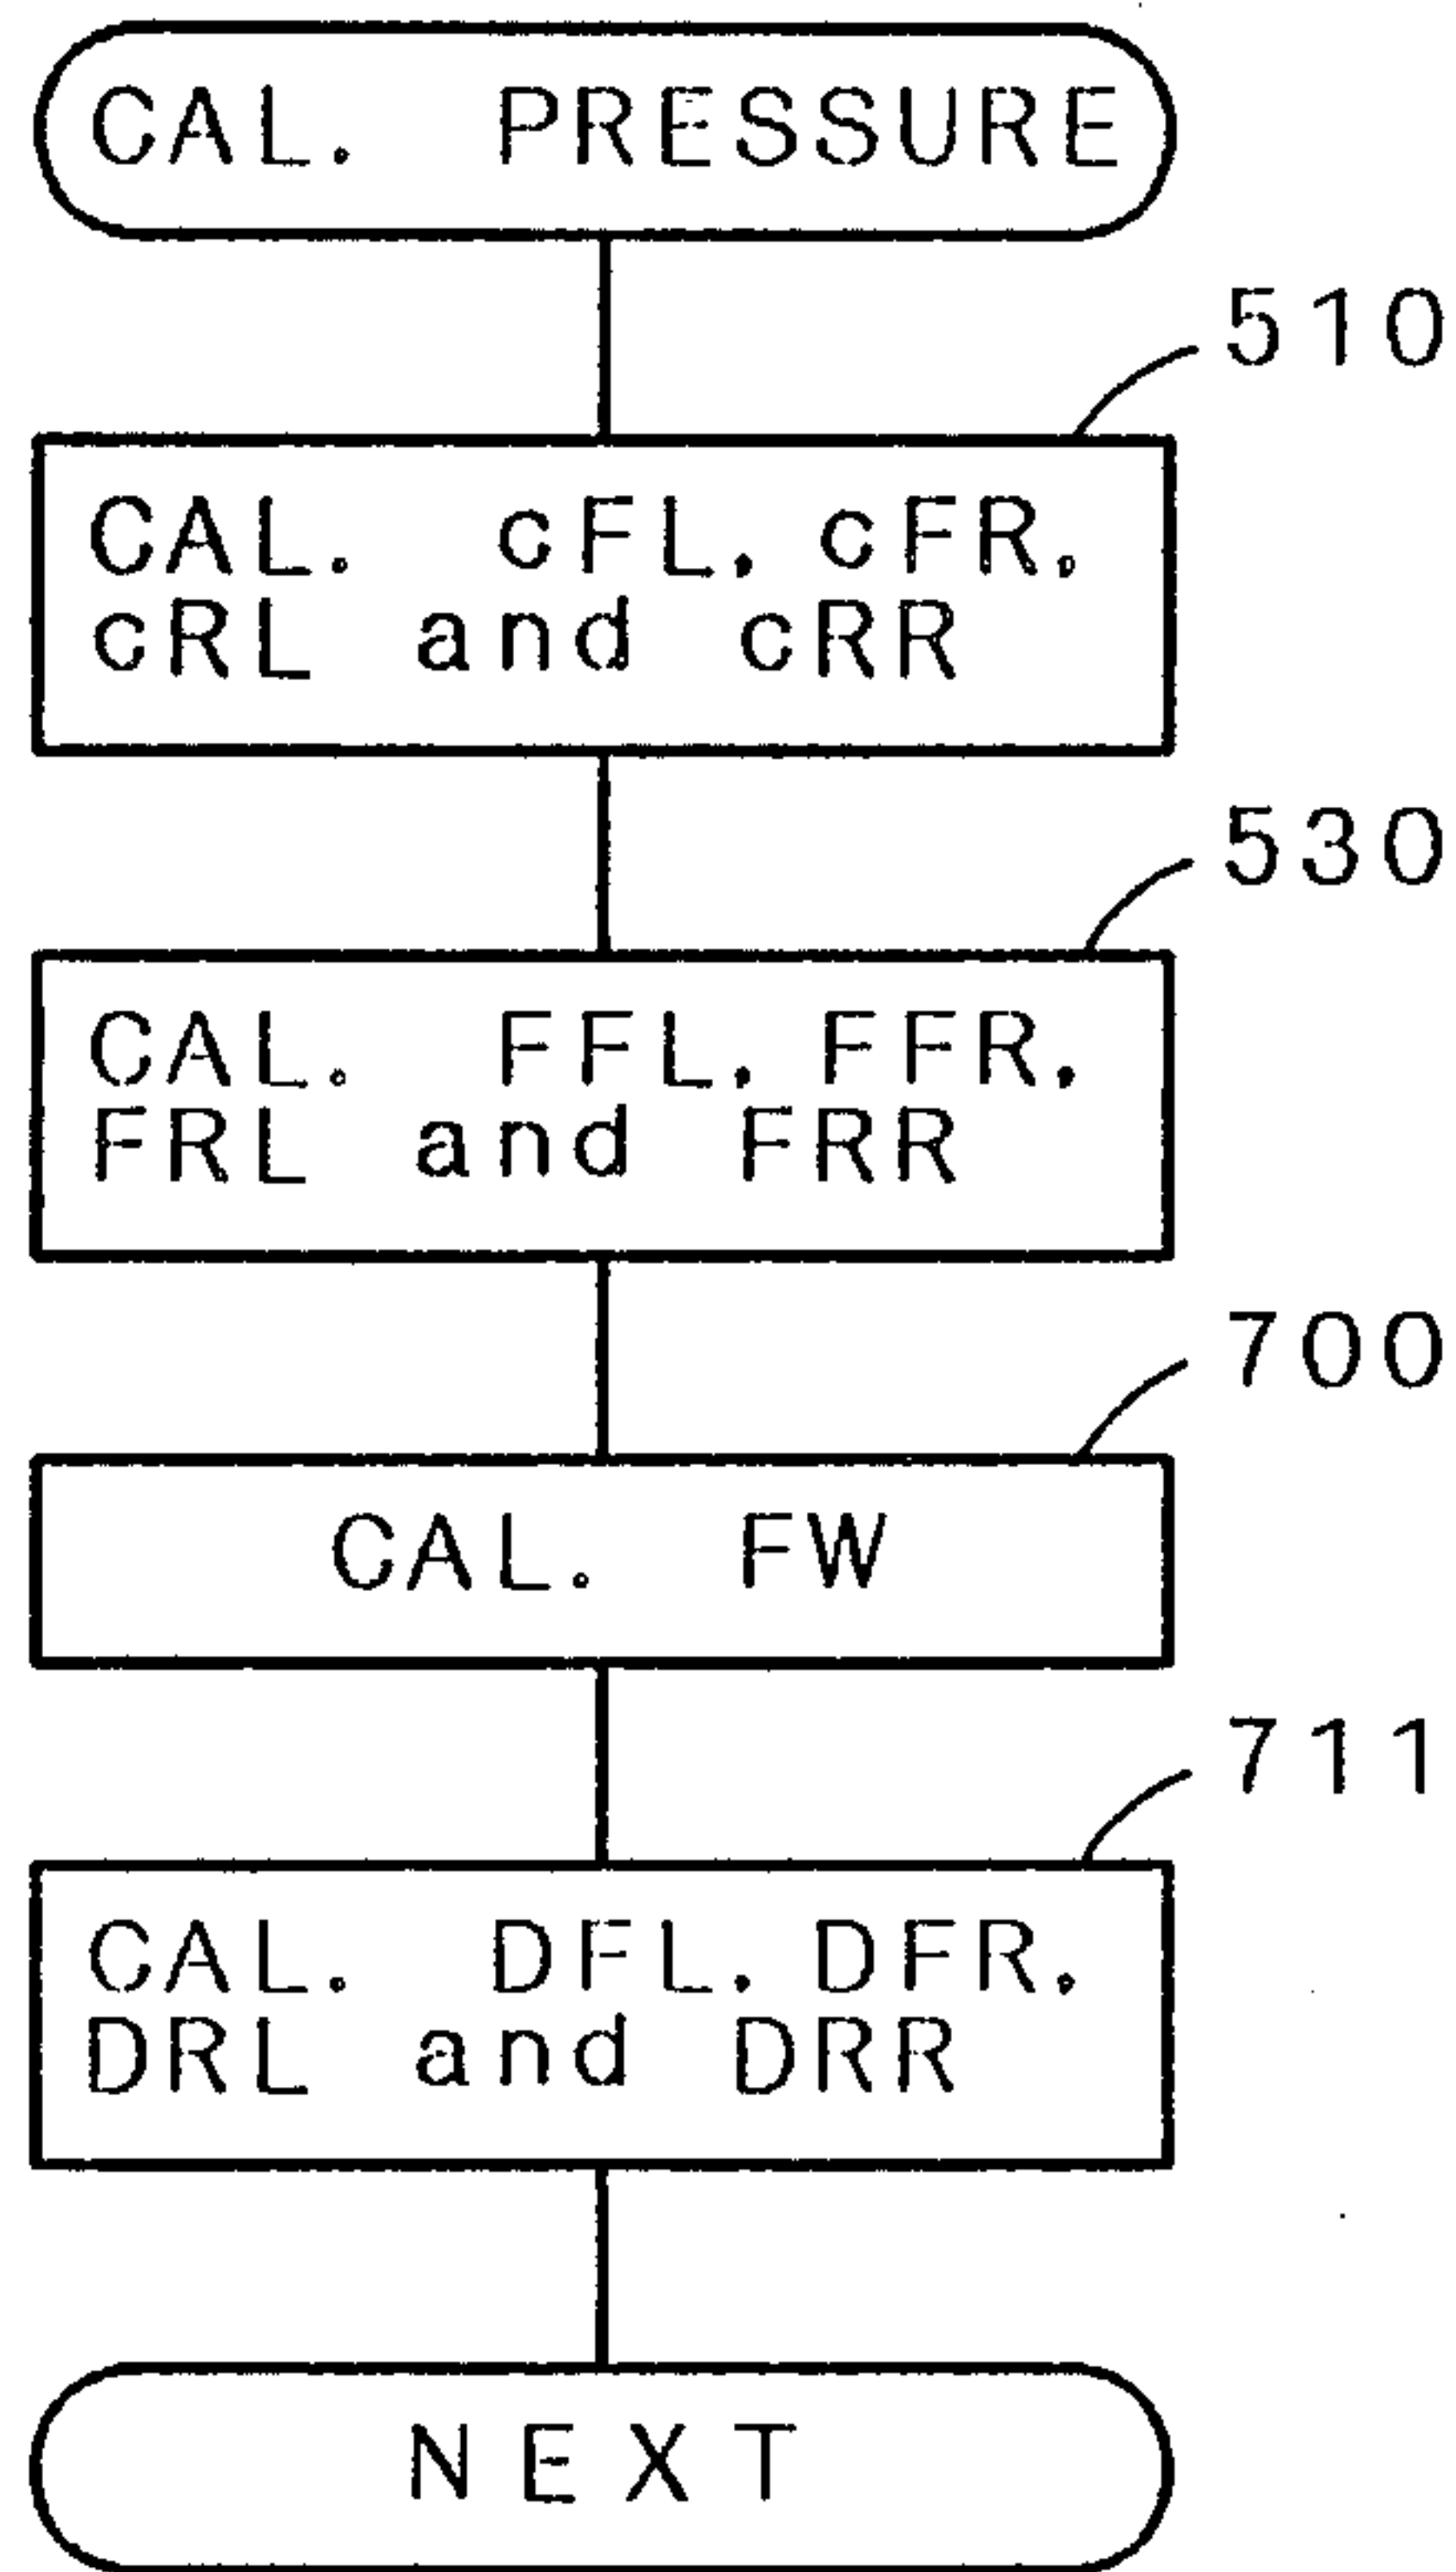 CAL. PRESSURE
510
CAL. cFL, cFR,
cRL and cRR
530
CAL. FFL, FFR,
FRL and FRR
700
CAL. FW
711
CAL. DFL, DFR,
DRL and DRR
NEXT